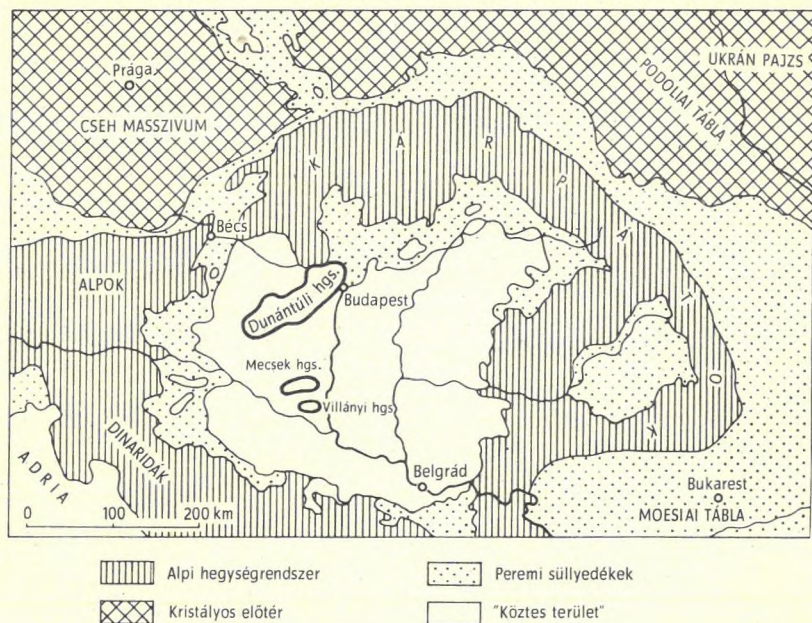 Prága
UKRÁN PAJZS
PODOLIAI TÁBLA
CSEH MASSZIVUM
KÁRPÁTOK
Bécs
ALPOK
Dunántúli hgs.
Budapest
Mecsek hgs.
Villányi hgs.
DINARIDÁK
ADRIA
Belgrád
Bukarest
MOESIAI TÁBLA
0 100 200 km
Alpi hegységrendszer
Peremi süllyedékek
Kristályos előtér
"Köztes terület"